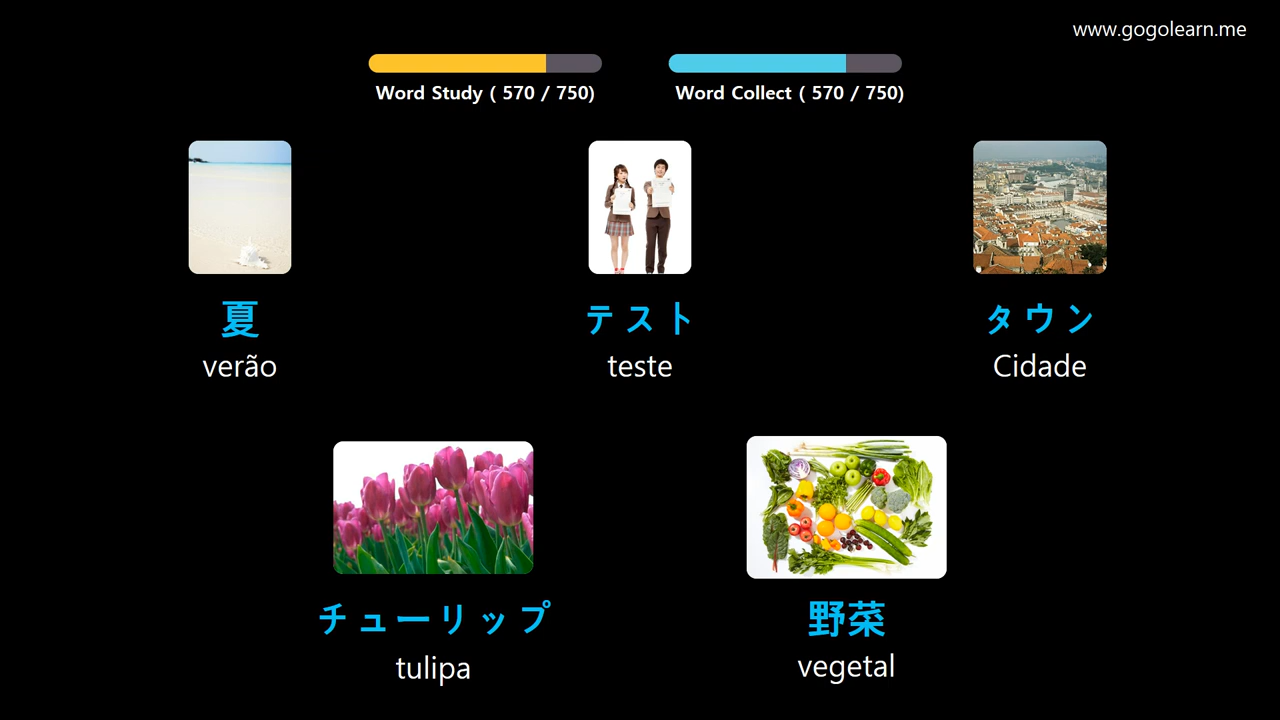 www.gogolearn.me
Word Study ( 570 / 750)
Word Collect ( 570 / 750)
夏
verão
テスト
teste
タウン
Cidade
チューリップ
tulipa
野菜
vegetal